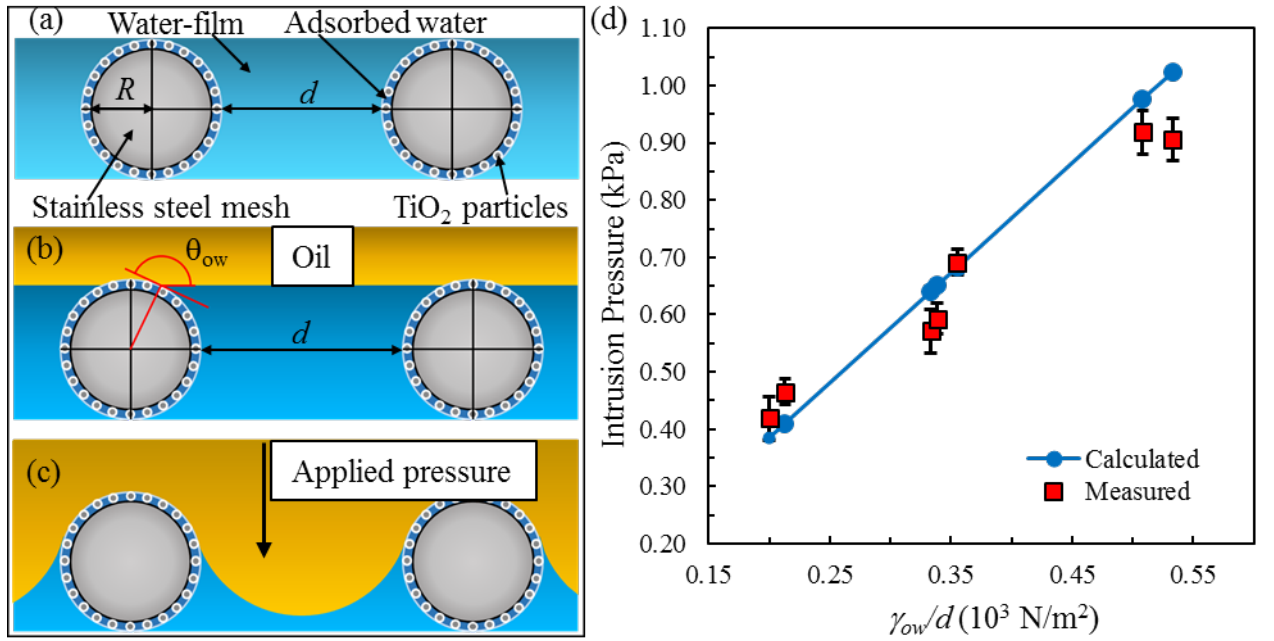 (a)
Water-film
Adsorbed water
R
d
Stainless steel mesh
TiO₂ particles
(b)
θow
Oil
d
(c)
Applied pressure
(d)
Intrusion Pressure (kPa)
1.10
1.00
0.90
0.80
0.70
0.60
0.50
0.40
0.30
0.20
Calculated
Measured
0.15 0.25 0.35 0.45 0.55
γow/d (10³ N/m²)